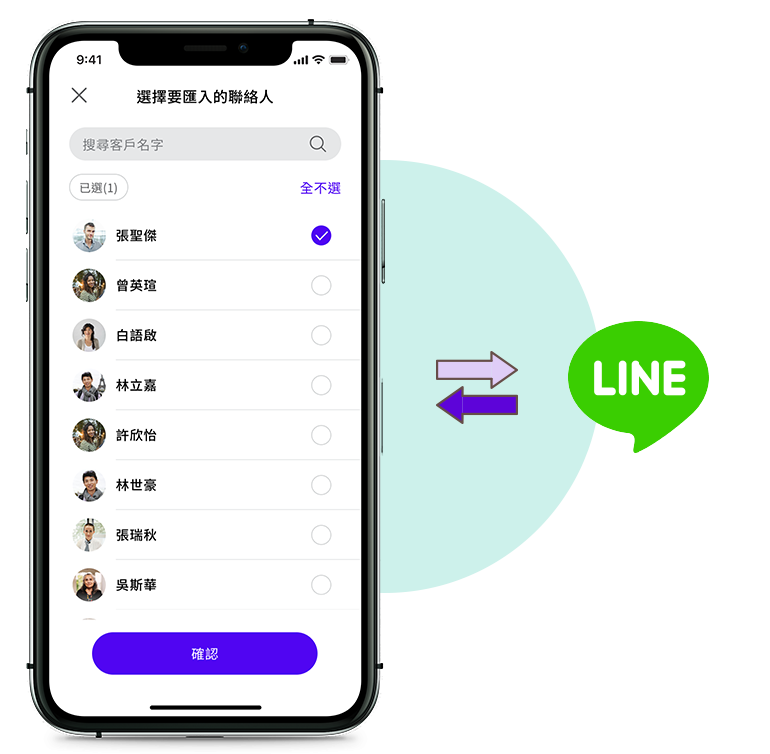 9:41
選擇要匯入的聯絡人
搜尋客戶名字
已選(1)
全不選
張聖傑
曾英瑄
白語啟
林立嘉
許欣怡
林世豪
張瑞秋
吳斯華
確認
LINE